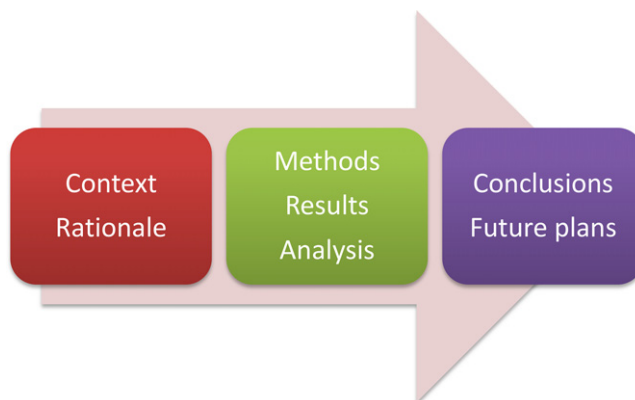 Context
Rationale
Methods
Results
Analysis
Conclusions
Future plans